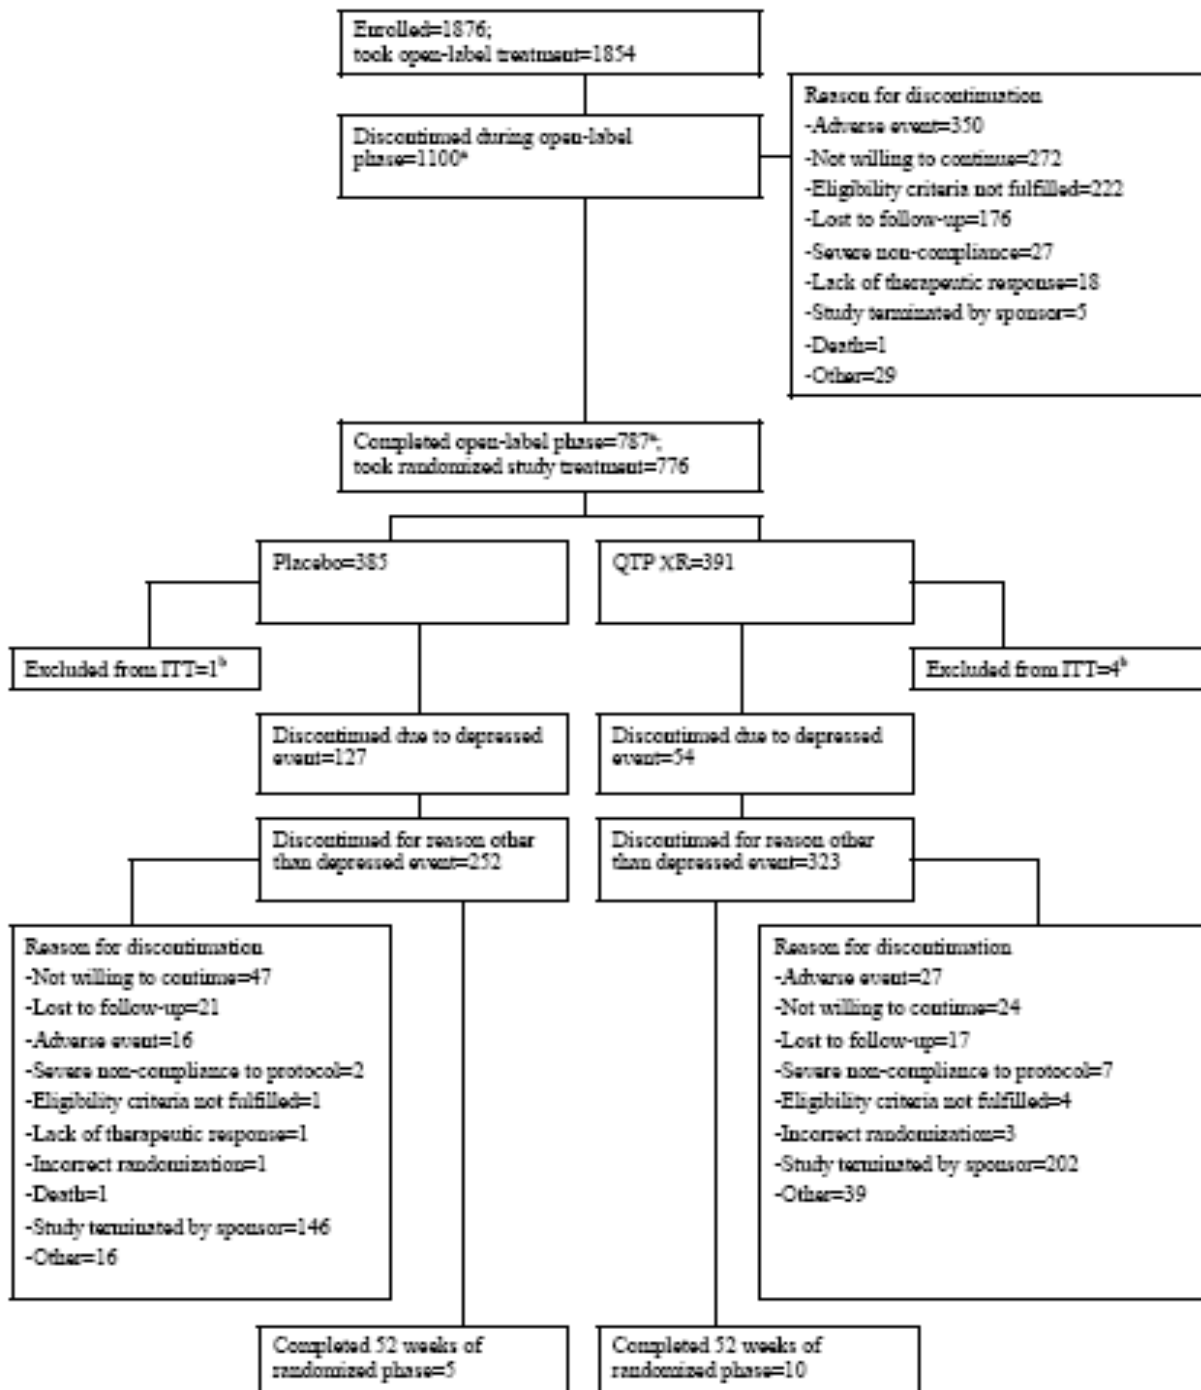 Enrolled=1876;
took open-label treatment=1854
Discontinued during open-label
phase=1100ª
Reason for discontinuation
-Adverse event=350
-Not willing to continue=272
-Eligibility criteria not fulfilled=222
-Lost to follow-up=176
-Severe non-compliance=27
-Lack of therapeutic response=18
-Study terminated by sponsor=5
-Death=1
-Other=29
Completed open-label phase=787ª;
took randomized study treatment=776
Placebo=385
QTP XR=391
Excluded from ITT=1ᵇ
Excluded from ITT=4ᵇ
Discontinued due to depressed
event=127
Discontinued due to depressed
event=54
Discontinued for reason other
than depressed event=252
Discontinued for reason other
than depressed event=323
Reason for discontinuation
-Not willing to continue=47
-Lost to follow-up=21
-Adverse event=16
-Severe non-compliance to protocol=2
-Eligibility criteria not fulfilled=1
-Lack of therapeutic response=1
-Incorrect randomization=1
-Death=1
-Study terminated by sponsor=146
-Other=16
Reason for discontinuation
-Adverse event=27
-Not willing to continue=24
-Lost to follow-up=17
-Severe non-compliance to protocol=7
-Eligibility criteria not fulfilled=4
-Incorrect randomization=3
-Study terminated by sponsor=202
-Other=39
Completed 52 weeks of
randomized phase=5
Completed 52 weeks of
randomized phase=10